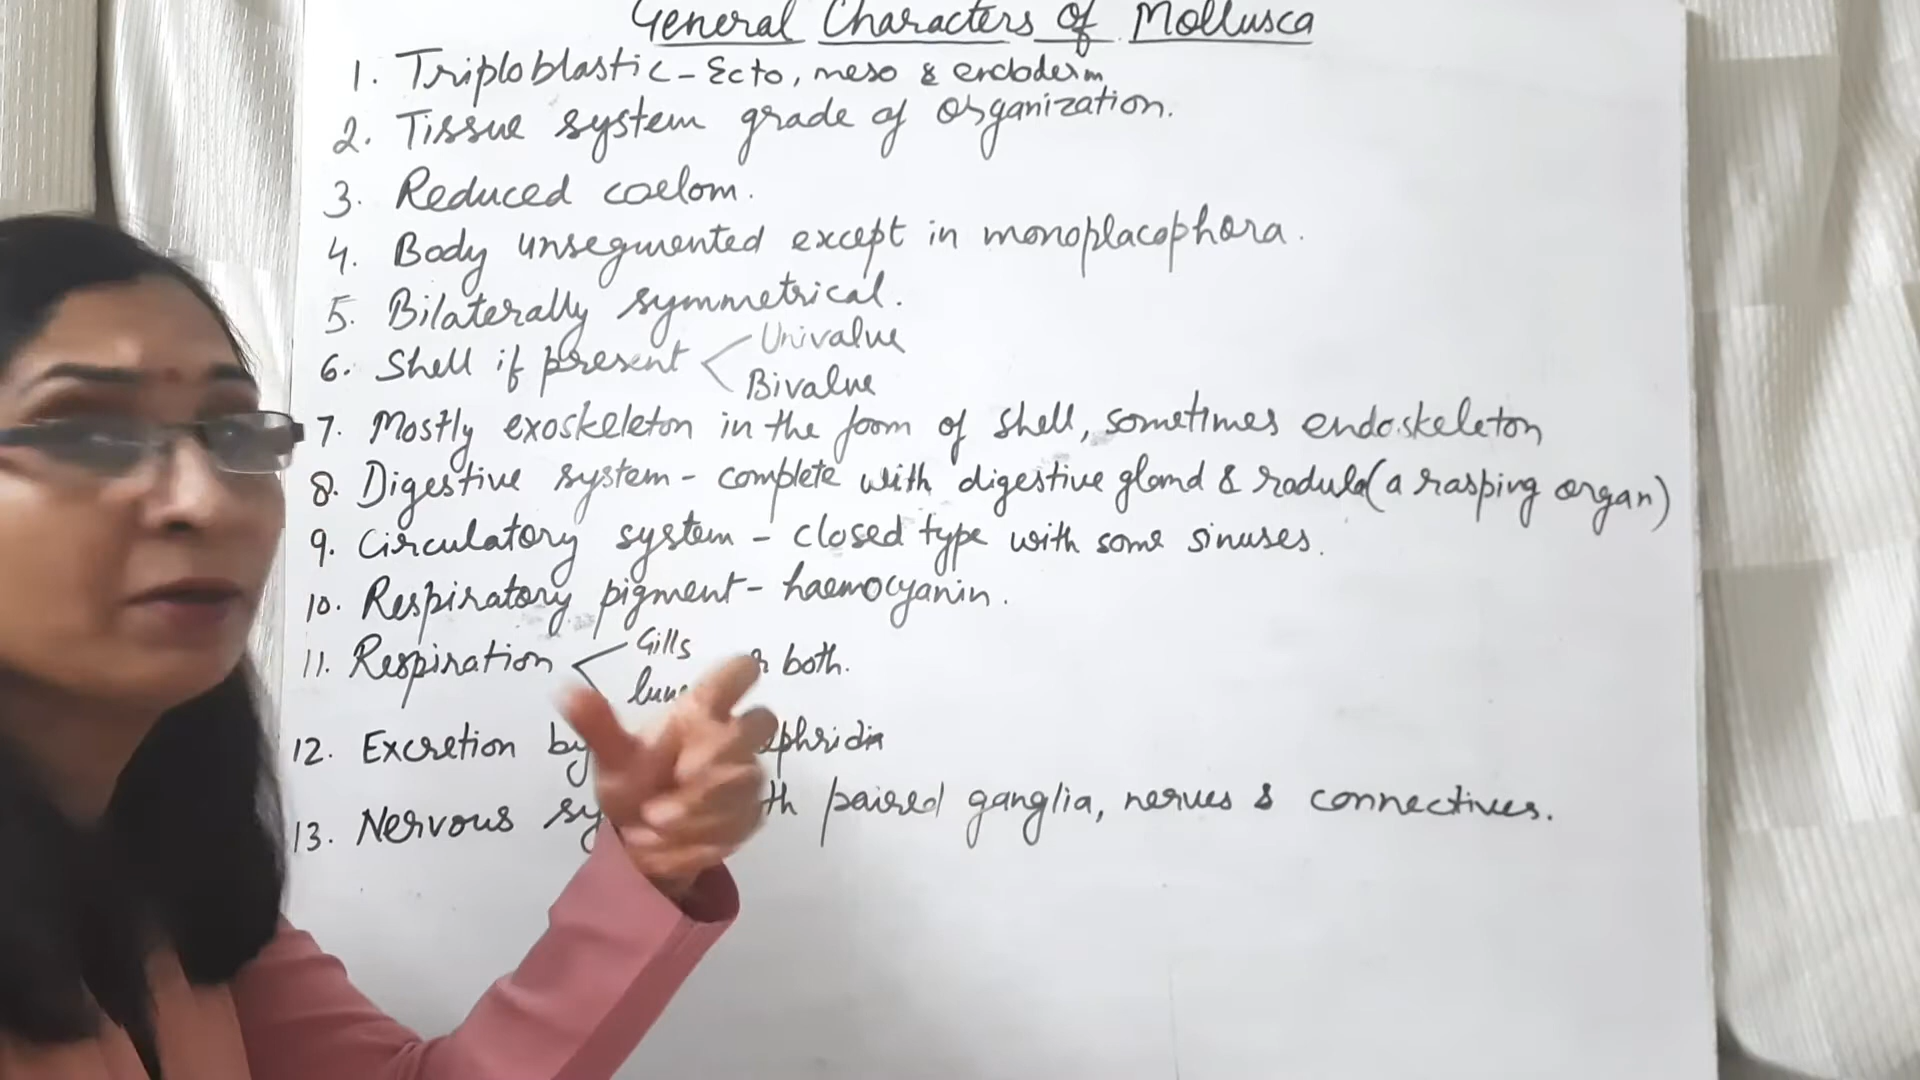 General Characters of Mollusca
1. Triploblastic - Ecto, meso & endoderm
2. Tissue system grade of organization.
3. Reduced coelom.
4. Body unsegmented except in monoplacophora.
5. Bilaterally symmetrical.
6. Shell if present
Univalve
Bivalve
7. Mostly exoskeleton in the form of shell, sometimes endoskeleton
8. Digestive system - complete with digestive gland & radula (a rasping organ)
9. Circulatory system - closed type with some sinuses.
10. Respiratory pigment - haemocyanin.
11. Respiration
Gills
both.
12. Excretion by
13. Nervous paired ganglia, nerves & connectives.